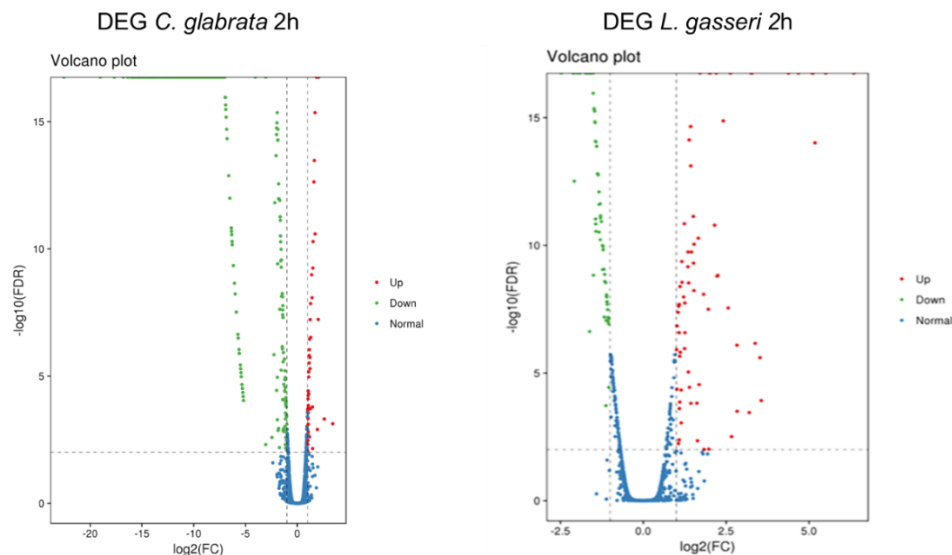 DEG C. glabrata 2h
Volcano plot
-log10(FDR)
15
10
5
0
-20
-15
-10
-5
0
log2(FC)
Up
Down
Normal
DEG L. gasseri 2h
Volcano plot
-log10(FDR)
15
10
5
0
-2.5
0.0
2.5
5.0
log2(FC)
Up
Down
Normal